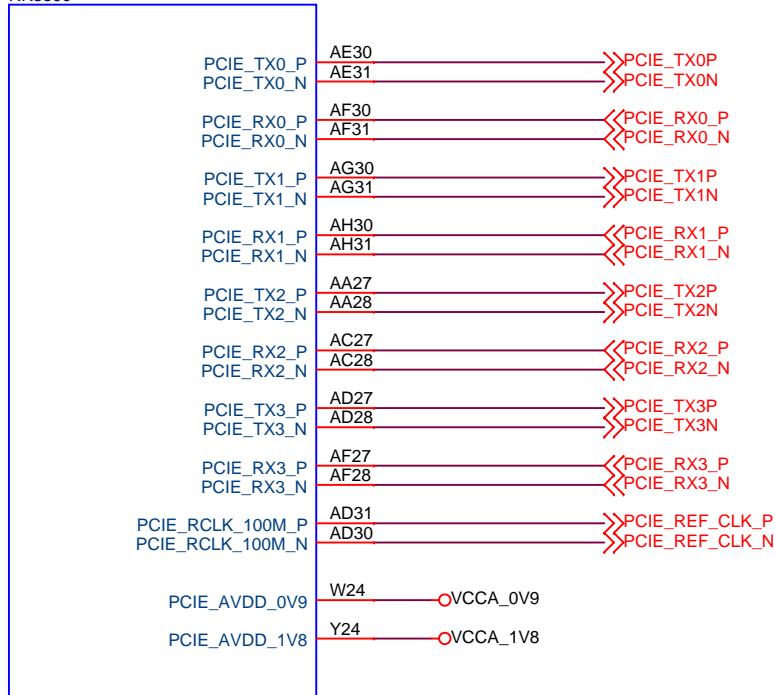 PCIE_TX0_P AE30 PCIE_TX0P
PCIE_TX0_N AE31 PCIE_TX0N
PCIE_RX0_P AF30 PCIE_RX0_P
PCIE_RX0_N AF31 PCIE_RX0_N
PCIE_TX1_P AG30 PCIE_TX1P
PCIE_TX1_N AG31 PCIE_TX1N
PCIE_RX1_P AH30 PCIE_RX1_P
PCIE_RX1_N AH31 PCIE_RX1_N
PCIE_TX2_P AA27 PCIE_TX2P
PCIE_TX2_N AA28 PCIE_TX2N
PCIE_RX2_P AC27 PCIE_RX2_P
PCIE_RX2_N AC28 PCIE_RX2_N
PCIE_TX3_P AD27 PCIE_TX3P
PCIE_TX3_N AD28 PCIE_TX3N
PCIE_RX3_P AF27 PCIE_RX3_P
PCIE_RX3_N AF28 PCIE_RX3_N
PCIE_RCLK_100M_P AD31 PCIE_REF_CLK_P
PCIE_RCLK_100M_N AD30 PCIE_REF_CLK_N
PCIE_AVDD_0V9 W24 VCCA_0V9
PCIE_AVDD_1V8 Y24 VCCA_1V8